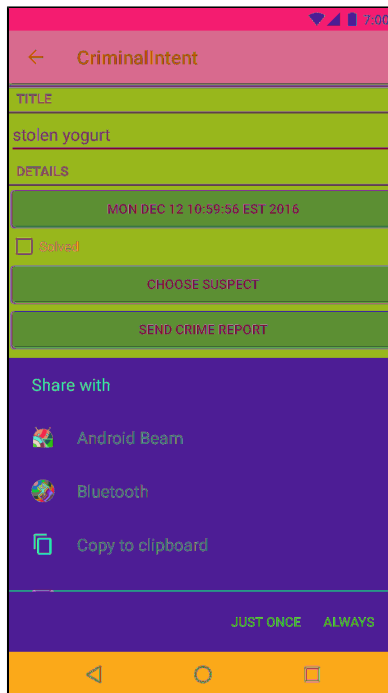 7:00
CriminalIntent
TITLE
stolen yogurt
DETAILS
MON DEC 12 10:59:56 EST 2016
Solved
CHOOSE SUSPECT
SEND CRIME REPORT
Share with
Android Beam
Bluetooth
Copy to clipboard
JUST ONCE ALWAYS